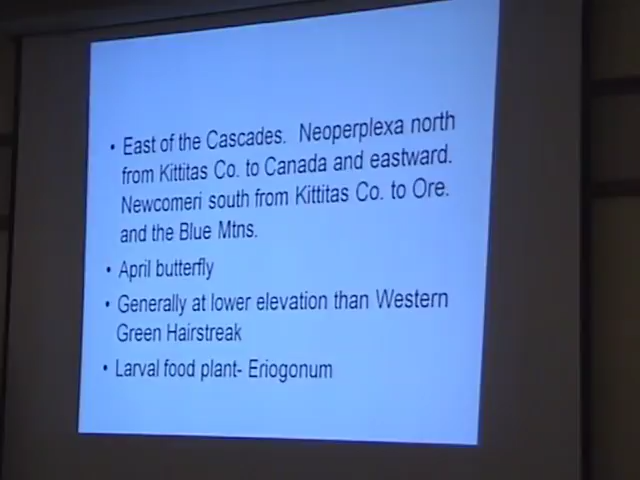 • East of the Cascades. Neoperplexa north
from Kittitas Co. to Canada and eastward.
Newcomeri south from Kittitas Co. to Ore.
and the Blue Mtns.
• April butterfly
• Generally at lower elevation than Western
Green Hairstreak
• Larval food plant- Eriogonum